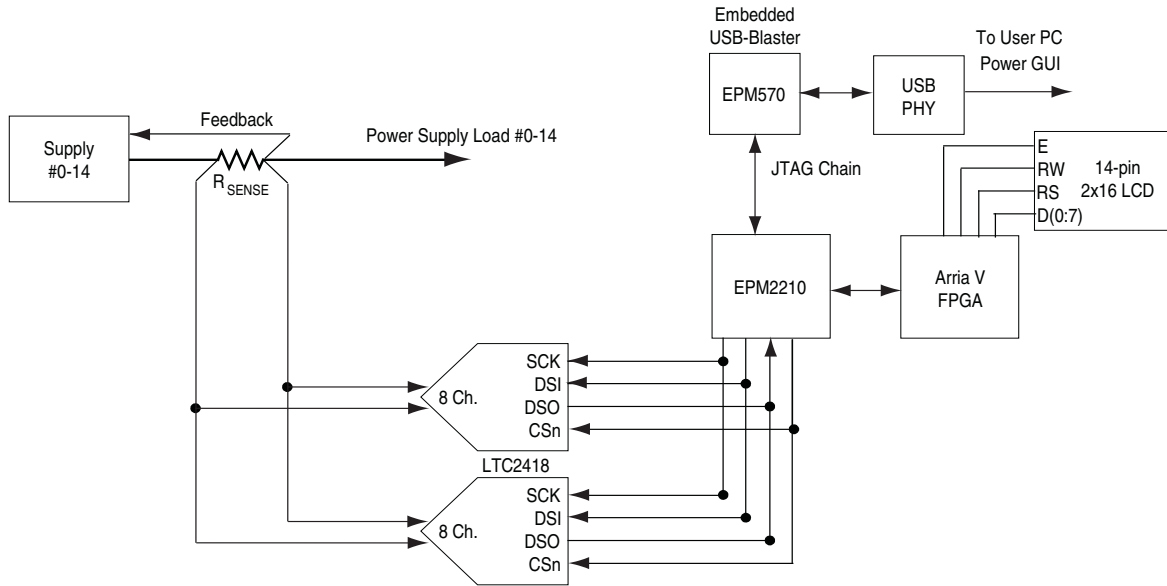 Embedded
USB-Blaster
EPM570
USB
PHY
To User PC
Power GUI
Supply
#0-14
Feedback
RSENSE
Power Supply Load #0-14
JTAG Chain
E
RW
RS
D(0:7)
14-pin
2x16 LCD
EPM2210
Arria V
FPGA
8 Ch.
SCK
DSI
DSO
CSn
LTC2418
8 Ch.
SCK
DSI
DSO
CSn